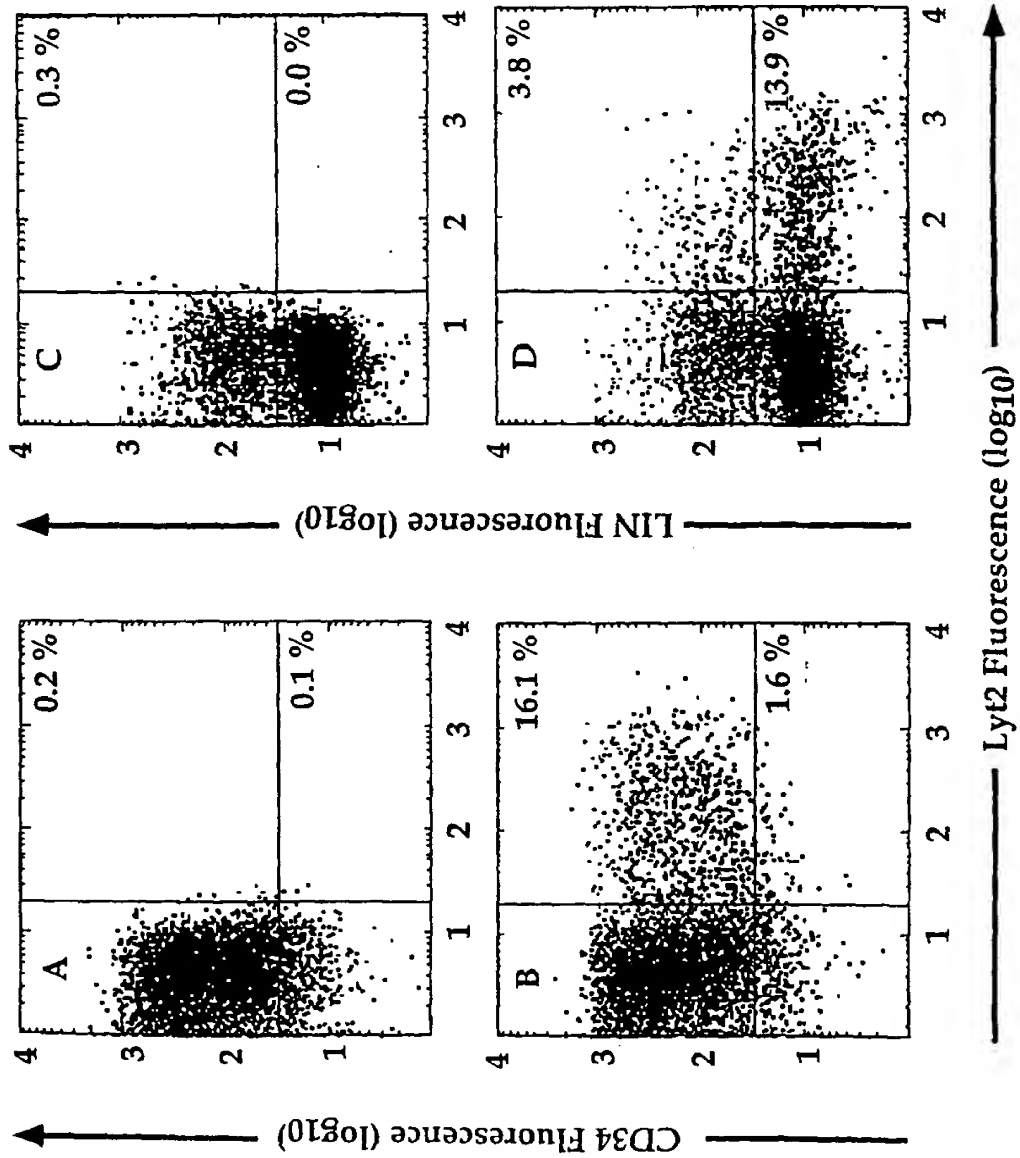 CD34 Fluorescence (log10)
4
3
2
1
A
0.2 %
0.1 %
1 2 3 4
LIN Fluorescence (log10)
4
3
2
1
C
0.3 %
0.0 %
1 2 3 4
3
2
1
B
16.1 %
1.6 %
1 2 3 4
4
3
2
1
D
3.8 %
13.9 %
1 2 3 4
Lyt2 Fluorescence (log10)